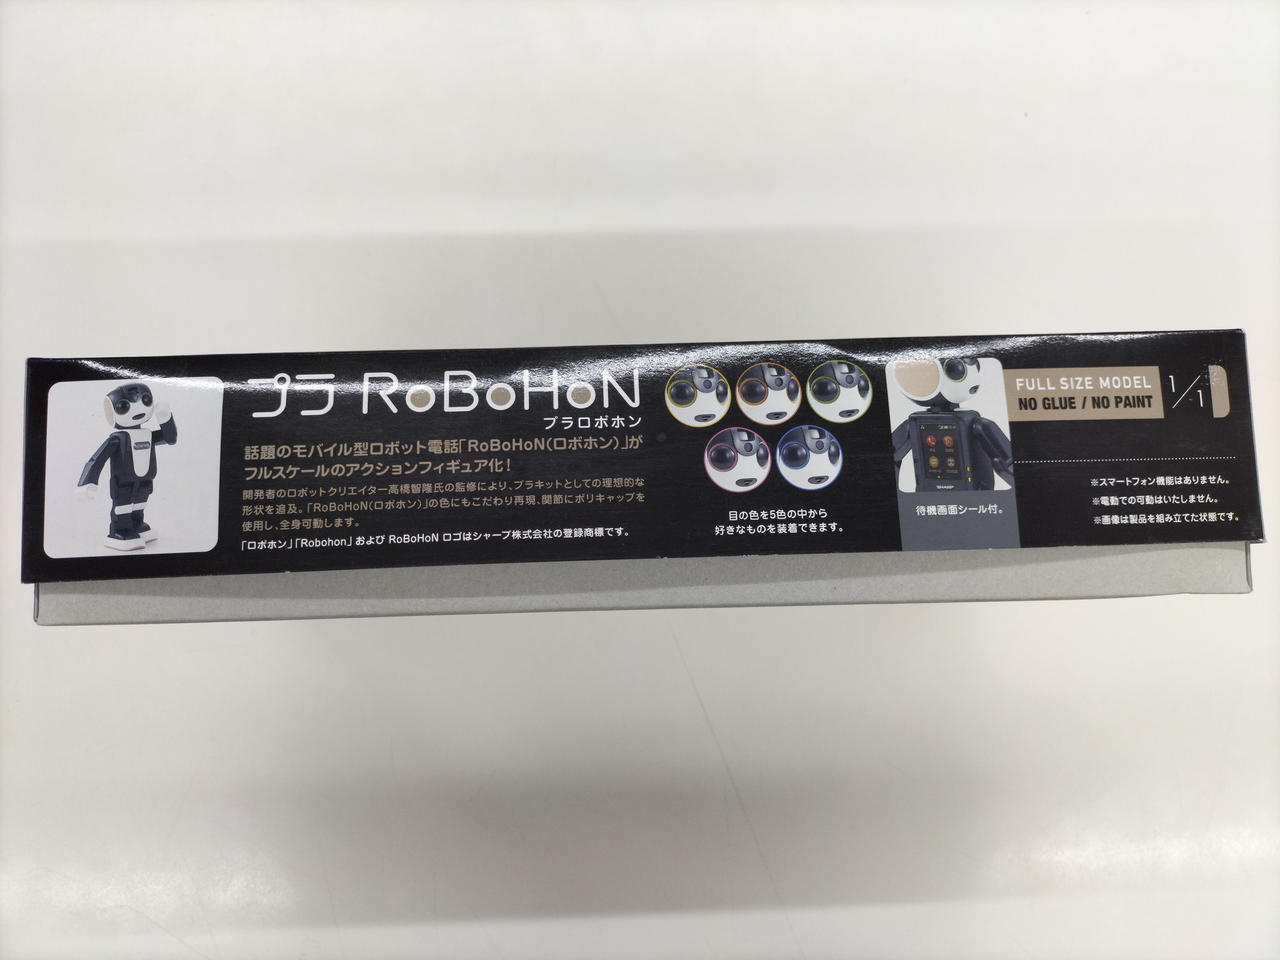 プラ RoBoHoN
プラロボホン
話題のモバイル型ロボット電話「RoBoHoN(ロボホン)」が
フルスケールのアクションフィギュア化!
開発者のロボットクリエイター高橋智隆氏の監修により、プラキットとしての理想的な
形状を追及。「RoBoHoN(ロボホン)」の色にもこだわり再現、関節にポリキャップを
使用し、全身可動します。
「ロボホン」「Robohon」および RoBoHoN ロゴはシャープ株式会社の登録商標です。
目の色を5色の中から
好きなものを装着できます。
SHARP
待機画面シール付。
FULL SIZE MODEL
NO GLUE / NO PAINT
1/1
※スマートフォン機能はありません。
※電動での可動はいたしません。
※画像は製品を組み立てた状態です。